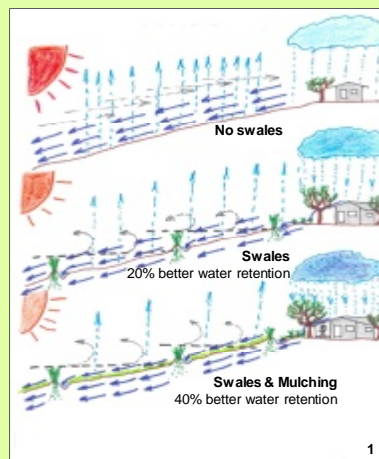 No swales
Swales
20% better water retention
Swales & Mulching
40% better water retention
1